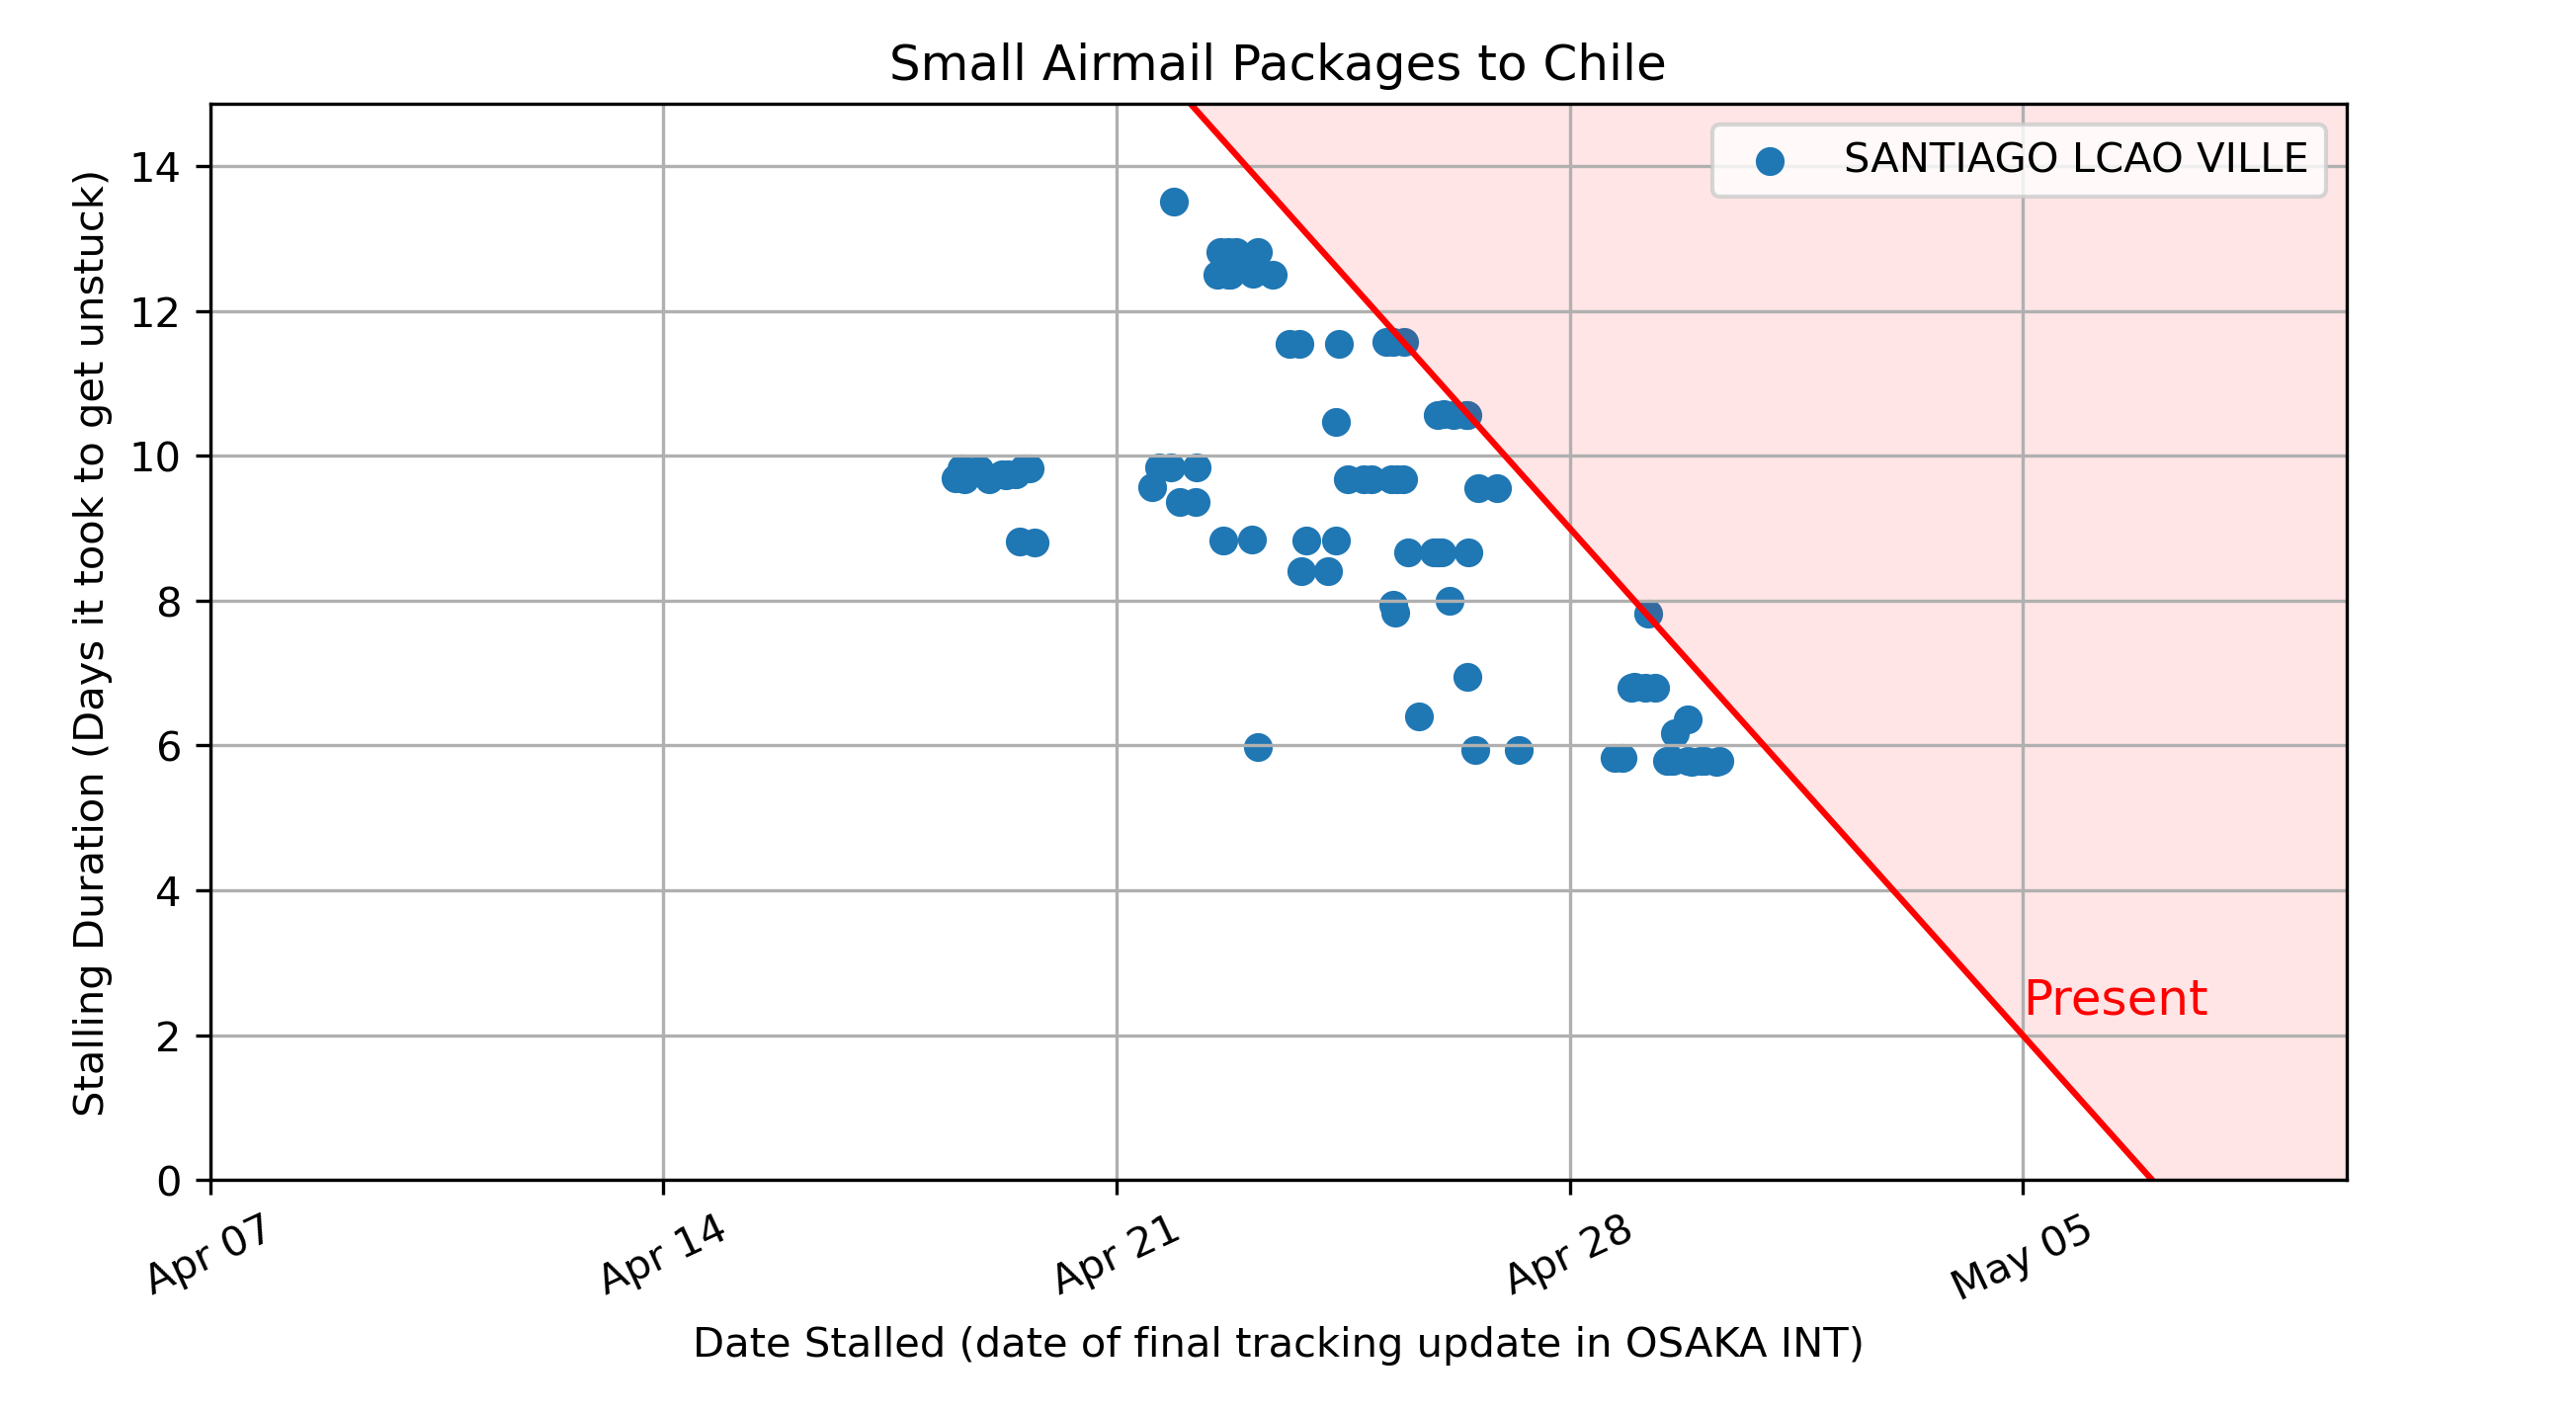 Small Airmail Packages to Chile
SANTIAGO LCAO VILLE
Stalling Duration (Days it took to get unstuck)
14
12
10
8
6
4
2
0
Present
Apr 07
Apr 14
Apr 21
Apr 28
May 05
Date Stalled (date of final tracking update in OSAKA INT)